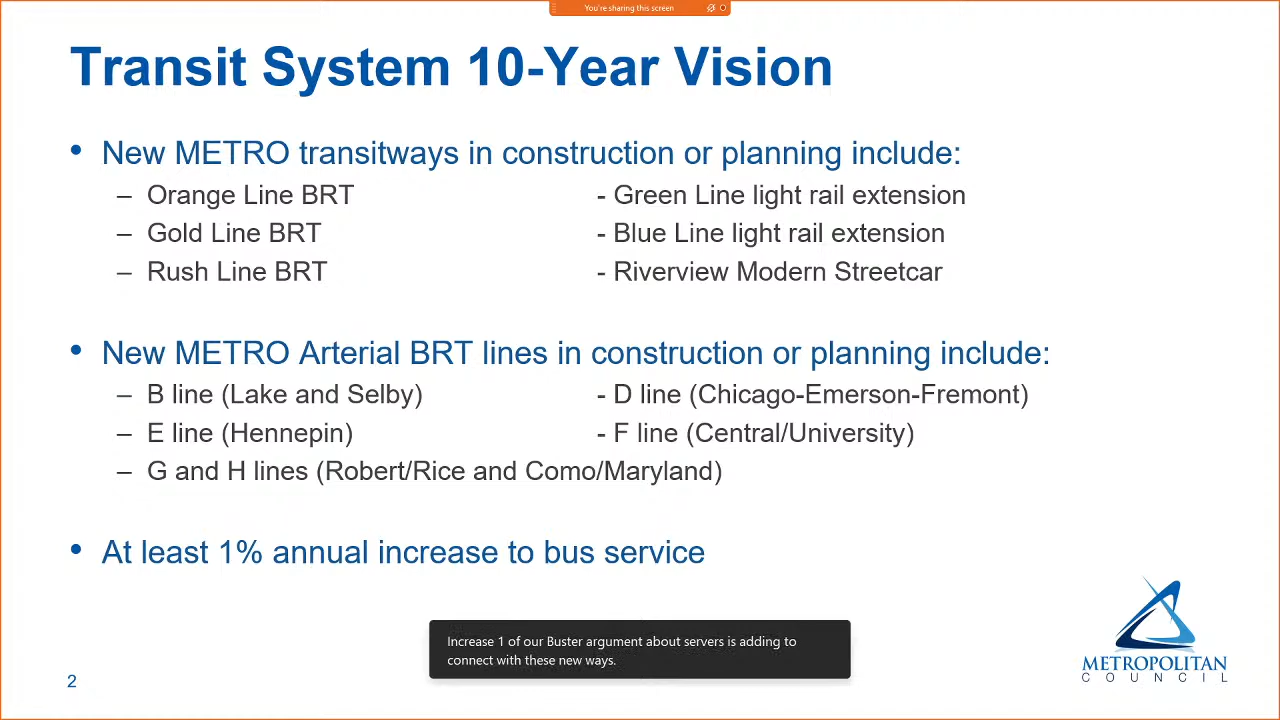 You're sharing this screen
Transit System 10-Year Vision
• New METRO transitways in construction or planning include:
– Orange Line BRT - Green Line light rail extension
– Gold Line BRT - Blue Line light rail extension
– Rush Line BRT - Riverview Modern Streetcar
• New METRO Arterial BRT lines in construction or planning include:
– B line (Lake and Selby) - D line (Chicago-Emerson-Fremont)
– E line (Hennepin) - F line (Central/University)
– G and H lines (Robert/Rice and Como/Maryland)
• At least 1% annual increase to bus service
Increase 1 of our Buster argument about servers is adding to
connect with these new ways.
2
METROPOLITAN
COUNCIL